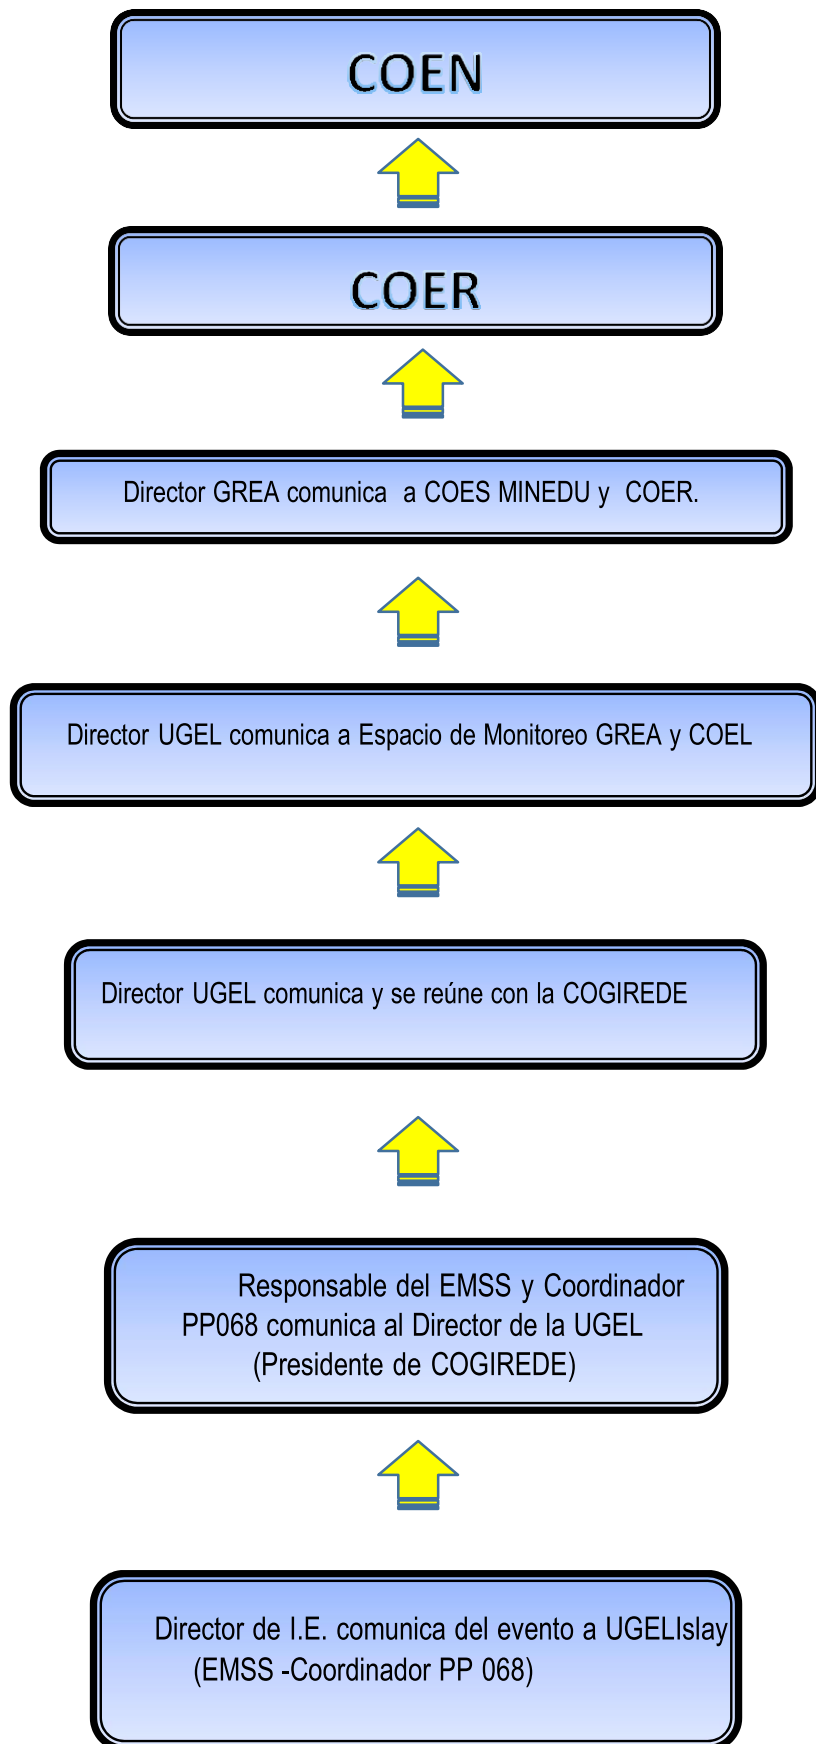 COEN
COER
Director GREA comunica a COES MINEDU y COER.
Director UGEL comunica a Espacio de Monitoreo GREA y COEL
Director UGEL comunica y se reúne con la COGIREDE
Responsable del EMSS y Coordinador
PP068 comunica al Director de la UGEL
(Presidente de COGIREDE)
Director de I.E. comunica del evento a UGELIslay
(EMSS -Coordinador PP 068)